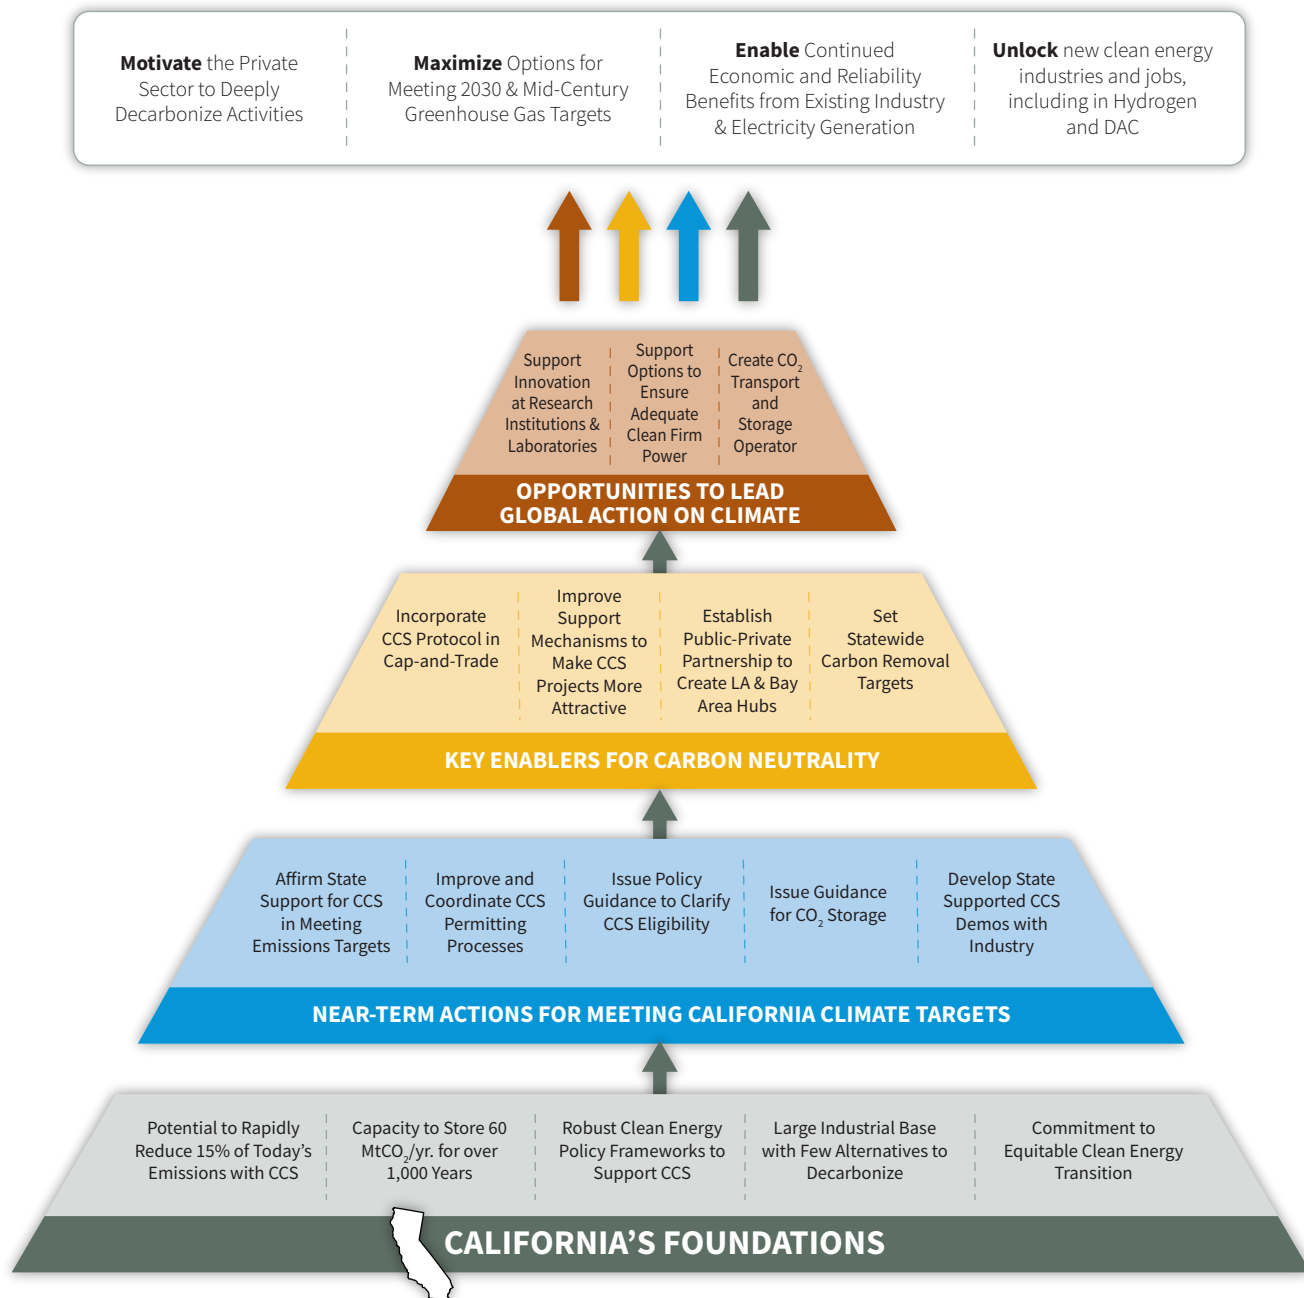 Motivate the Private
Sector to Deeply
Decarbonize Activities
Maximize Options for
Meeting 2030 & Mid-Century
Greenhouse Gas Targets
Enable Continued
Economic and Reliability
Benefits from Existing Industry
& Electricity Generation
Unlock new clean energy
industries and jobs,
including in Hydrogen
and DAC
Support
Innovation
at Research
Institutions &
Laboratories
Support
Options to
Ensure
Adequate
Clean Firm
Power
Create CO₂
Transport
and
Storage
Operator
OPPORTUNITIES TO LEAD
GLOBAL ACTION ON CLIMATE
Incorporate
CCS Protocol in
Cap-and-Trade
Improve
Support
Mechanisms to
Make CCS
Projects More
Attractive
Establish
Public-Private
Partnership to
Create LA & Bay
Area Hubs
Set
Statewide
Carbon Removal
Targets
KEY ENABLERS FOR CARBON NEUTRALITY
Affirm State
Support for CCS
in Meeting
Emissions Targets
Improve and
Coordinate CCS
Permitting
Processes
Issue Policy
Guidance to Clarify
CCS Eligibility
Issue Guidance
for CO₂ Storage
Develop State
Supported CCS
Demos with
Industry
NEAR-TERM ACTIONS FOR MEETING CALIFORNIA CLIMATE TARGETS
Potential to Rapidly
Reduce 15% of Today’s
Emissions with CCS
Capacity to Store 60
MtCO₂/yr. for over
1,000 Years
Robust Clean Energy
Policy Frameworks to
Support CCS
Large Industrial Base
with Few Alternatives to
Decarbonize
Commitment to
Equitable Clean Energy
Transition
CALIFORNIA’S FOUNDATIONS